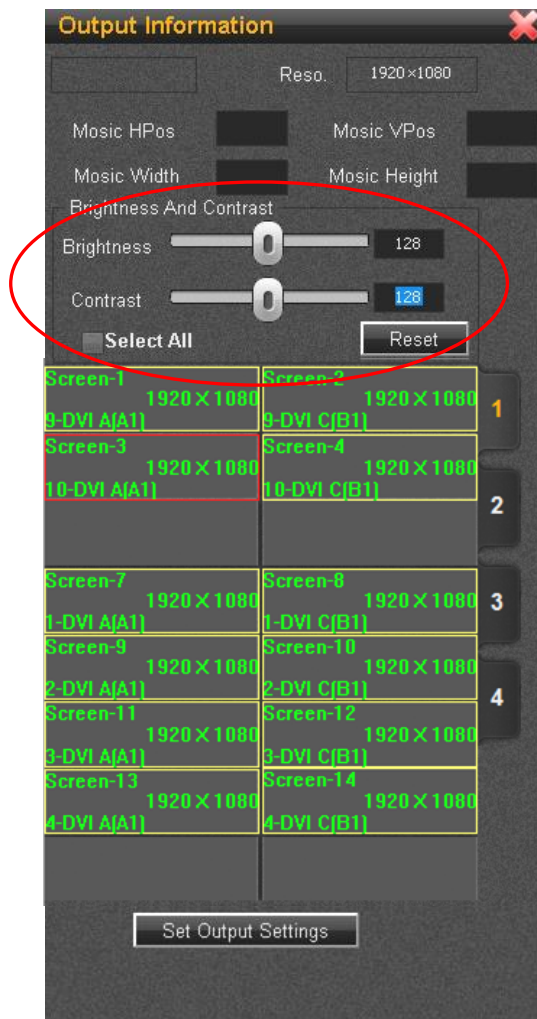 Output Information
Reso. 1920×1080
Mosic HPos Mosic VPos
Mosic Width Mosic Height
Brightness And Contrast
Brightness 128
Contrast 128
Select All Reset
Screen-1 Screen-2
1920×1080 1920×1080 1
9-DVI A[A1] 9-DVI C[B1]
Screen-3 Screen-4
1920×1080 1920×1080
10-DVI A[A1] 10-DVI C[B1]
2
Screen-7 Screen-8
1920×1080 1920×1080 3
1-DVI A[A1] 1-DVI C[B1]
Screen-9 Screen-10
1920×1080 1920×1080
2-DVI A[A1] 2-DVI C[B1]
4
Screen-11 Screen-12
1920×1080 1920×1080
3-DVI A[A1] 3-DVI C[B1]
Screen-13 Screen-14
1920×1080 1920×1080
4-DVI A[A1] 4-DVI C[B1]
Set Output Settings